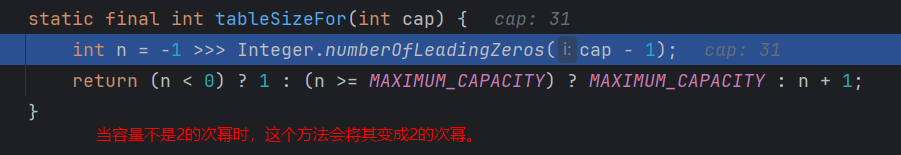 static final int tableSizeFor(int cap) {   cap: 31
    int n = -1 >>> Integer.numberOfLeadingZeros( i: cap - 1);   cap: 31
    return (n < 0) ? 1 : (n >= MAXIMUM_CAPACITY) ? MAXIMUM_CAPACITY : n + 1;
}
当容量不是2的次幂时，这个方法会将其变成2的次幂。